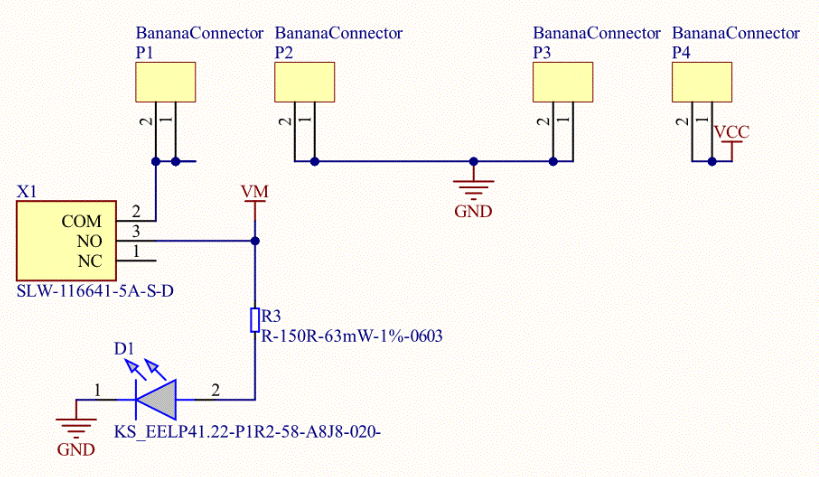 BananaConnector
P1
BananaConnector
P2
BananaConnector
P3
BananaConnector
P4
2
1
2
1
2
1
2
1
VCC
X1
COM
2
NO
3
NC
1
SLW-116641-5A-S-D
VM
GND
R3
R-150R-63mW-1%-0603
D1
1
2
GND
KS_EELP41.22-P1R2-58-A8J8-020-